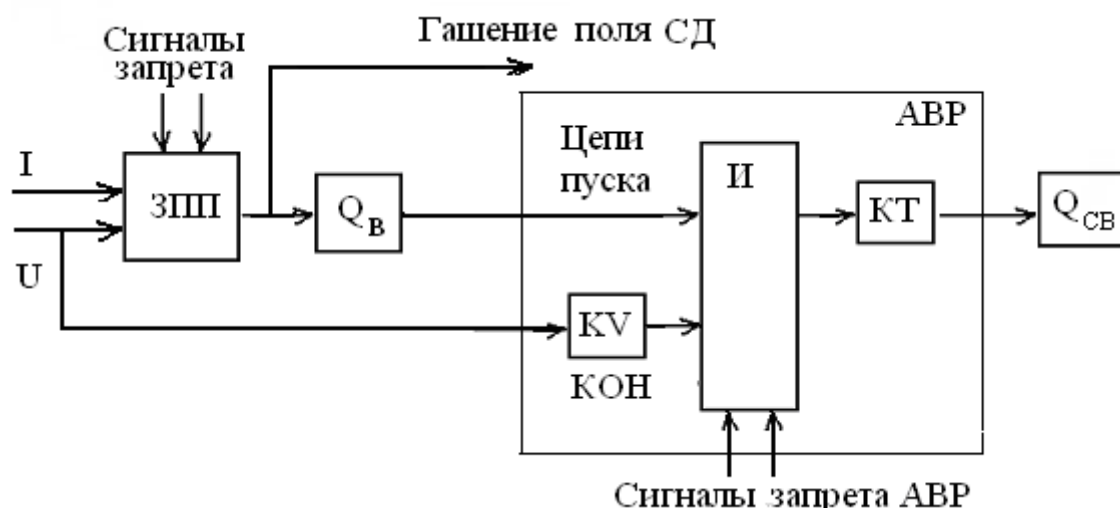 Гашение поля СД
Сигналы
запрета
I
ЗПП
U
Q В
АВР
Цепи
пуска
И
KV
КОН
КТ
Q СВ
Сигналы запрета АВР